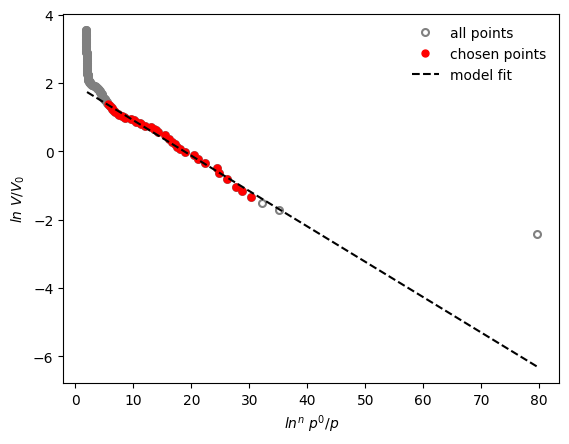 all points
chosen points
model fit
4
2
0
−2
−4
−6
ln V/V₀
0 10 20 30 40 50 60 70 80
lnⁿ p⁰/p